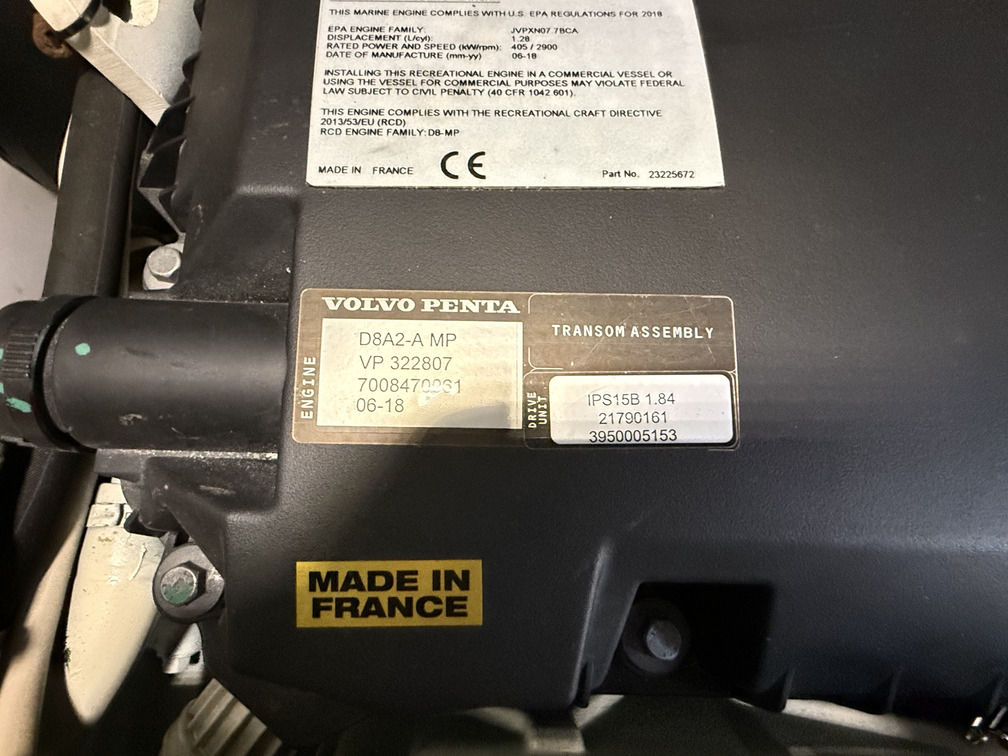 THIS MARINE ENGINE COMPLIES WITH U.S. EPA REGULATIONS FOR 2018
EPA ENGINE FAMILY: JVPXN07.7BCA
DISPLACEMENT (L/cyl): 1.28
RATED POWER AND SPEED (kW/rpm): 405 / 2900
DATE OF MANUFACTURE (mm-yy) 06-18
INSTALLING THIS RECREATIONAL ENGINE IN A COMMERCIAL VESSEL OR
USING THE VESSEL FOR COMMERCIAL PURPOSES MAY VIOLATE FEDERAL
LAW SUBJECT TO CIVIL PENALTY (40 CFR 1042 601).
THIS ENGINE COMPLIES WITH THE RECREATIONAL CRAFT DIRECTIVE
2013/53/EU (RCD)
RCD ENGINE FAMILY: D8-MP
MADE IN FRANCE CE Part No. 23225672
VOLVO PENTA
ENGINE
D8A2-A MP
VP 322807
06-18
TRANSOM ASSEMBLY
DRIVE
UNIT
IPS15B 1.84
21790161
3950005153
MADE IN
FRANCE